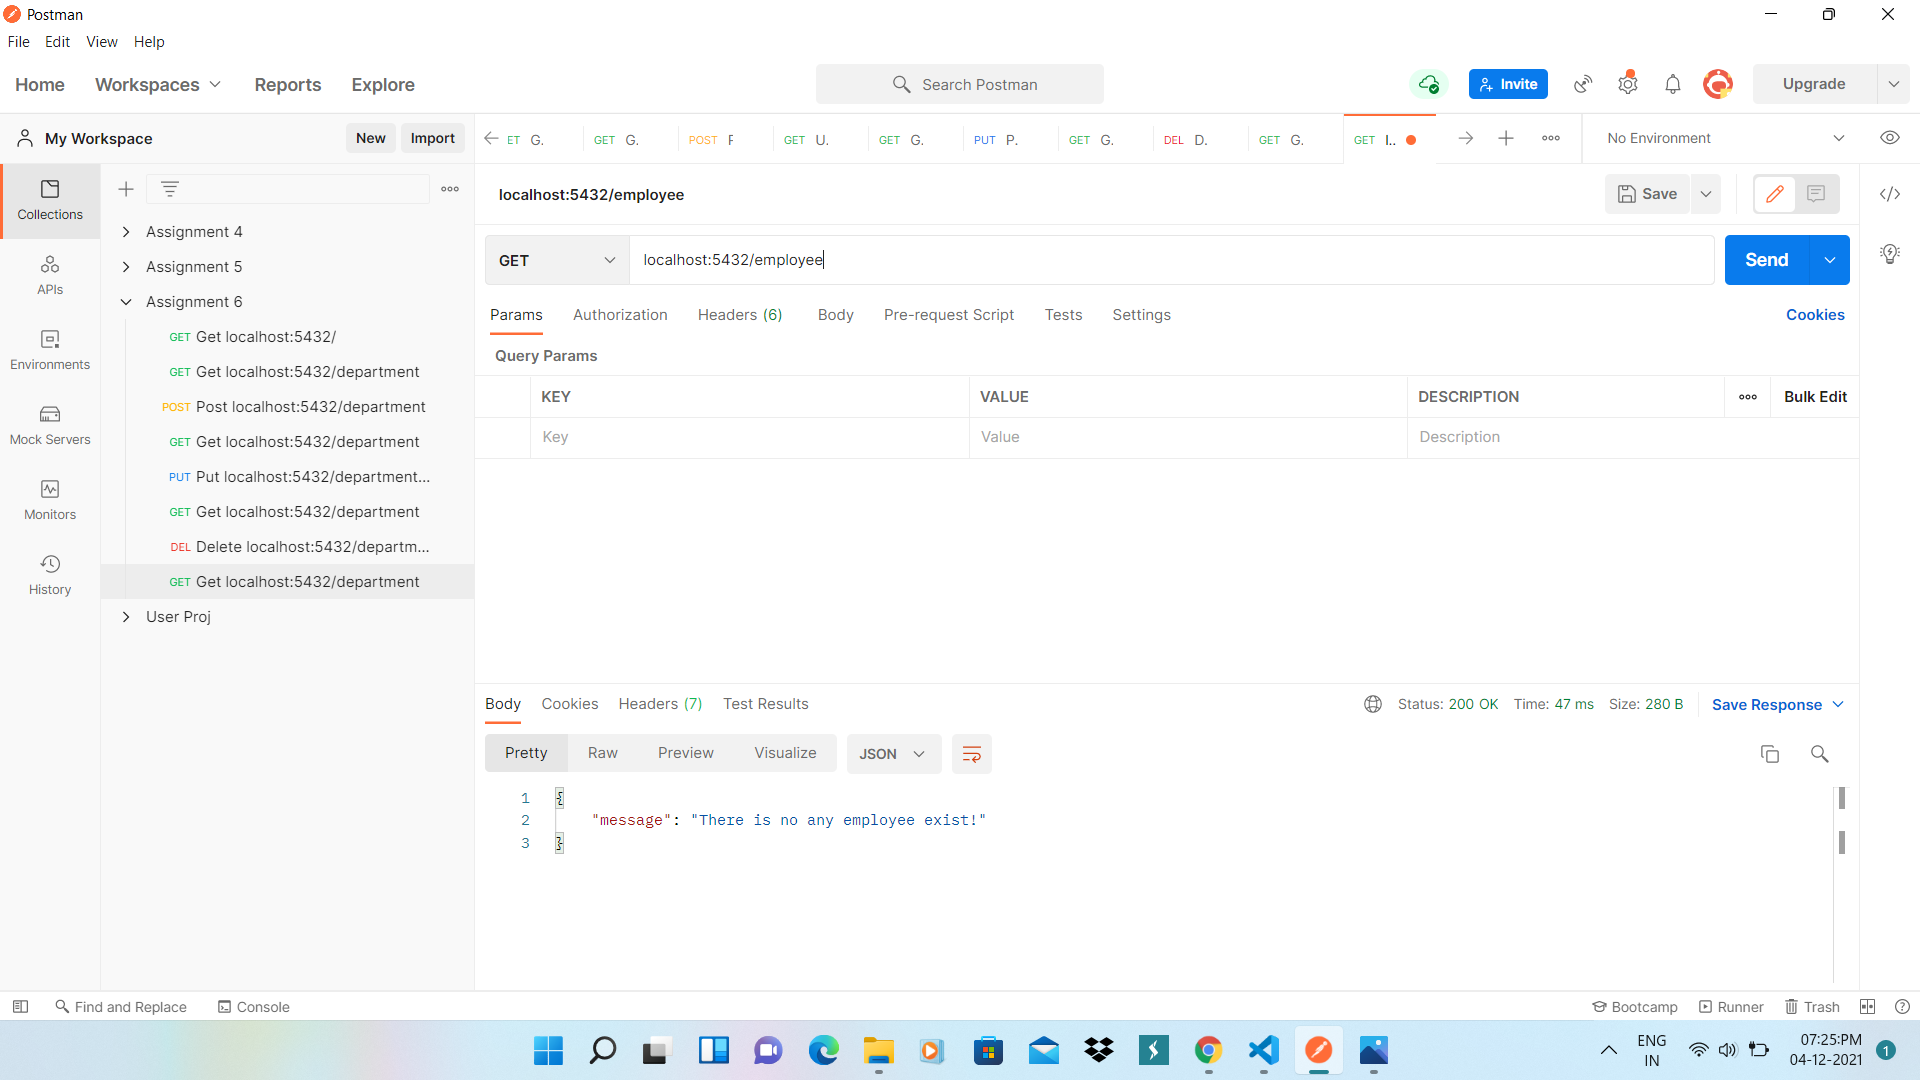 Postman
File Edit View Help
Home Workspaces Reports Explore
Search Postman
Invite
Upgrade
My Workspace
New Import
ET G.
GET G.
POST
GET U.
GET G.
PUT P.
GET G.
DEL D.
GET G.
GET l..
No Environment
Collections
APIs
Environments
Mock Servers
Monitors
History
Assignment 4
Assignment 5
Assignment 6
GET Get localhost:5432/
GET Get localhost:5432/department
POST Post localhost:5432/department
GET Get localhost:5432/department
PUT Put localhost:5432/department...
GET Get localhost:5432/department
DEL Delete localhost:5432/departm...
GET Get localhost:5432/department
User Proj
localhost:5432/employee
Save
GET localhost:5432/employee
Send
Params Authorization Headers (6) Body Pre-request Script Tests Settings Cookies
Query Params
KEY VALUE DESCRIPTION Bulk Edit
Key Value Description
Body Cookies Headers (7) Test Results
Status: 200 OK Time: 47 ms Size: 280 B Save Response
Pretty Raw Preview Visualize JSON
1 {
2 "message": "There is no any employee exist!"
3 }
Find and Replace Console
Bootcamp Runner Trash
ENG
IN
07:25:PM
04-12-2021
1